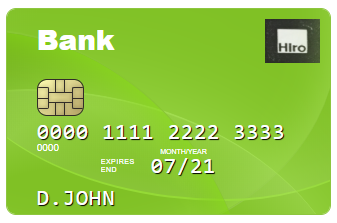 Bank
Hiro
0000 1111 2222 3333
0000
MONTH/YEAR
EXPIRES
END
07/21
D.JOHN